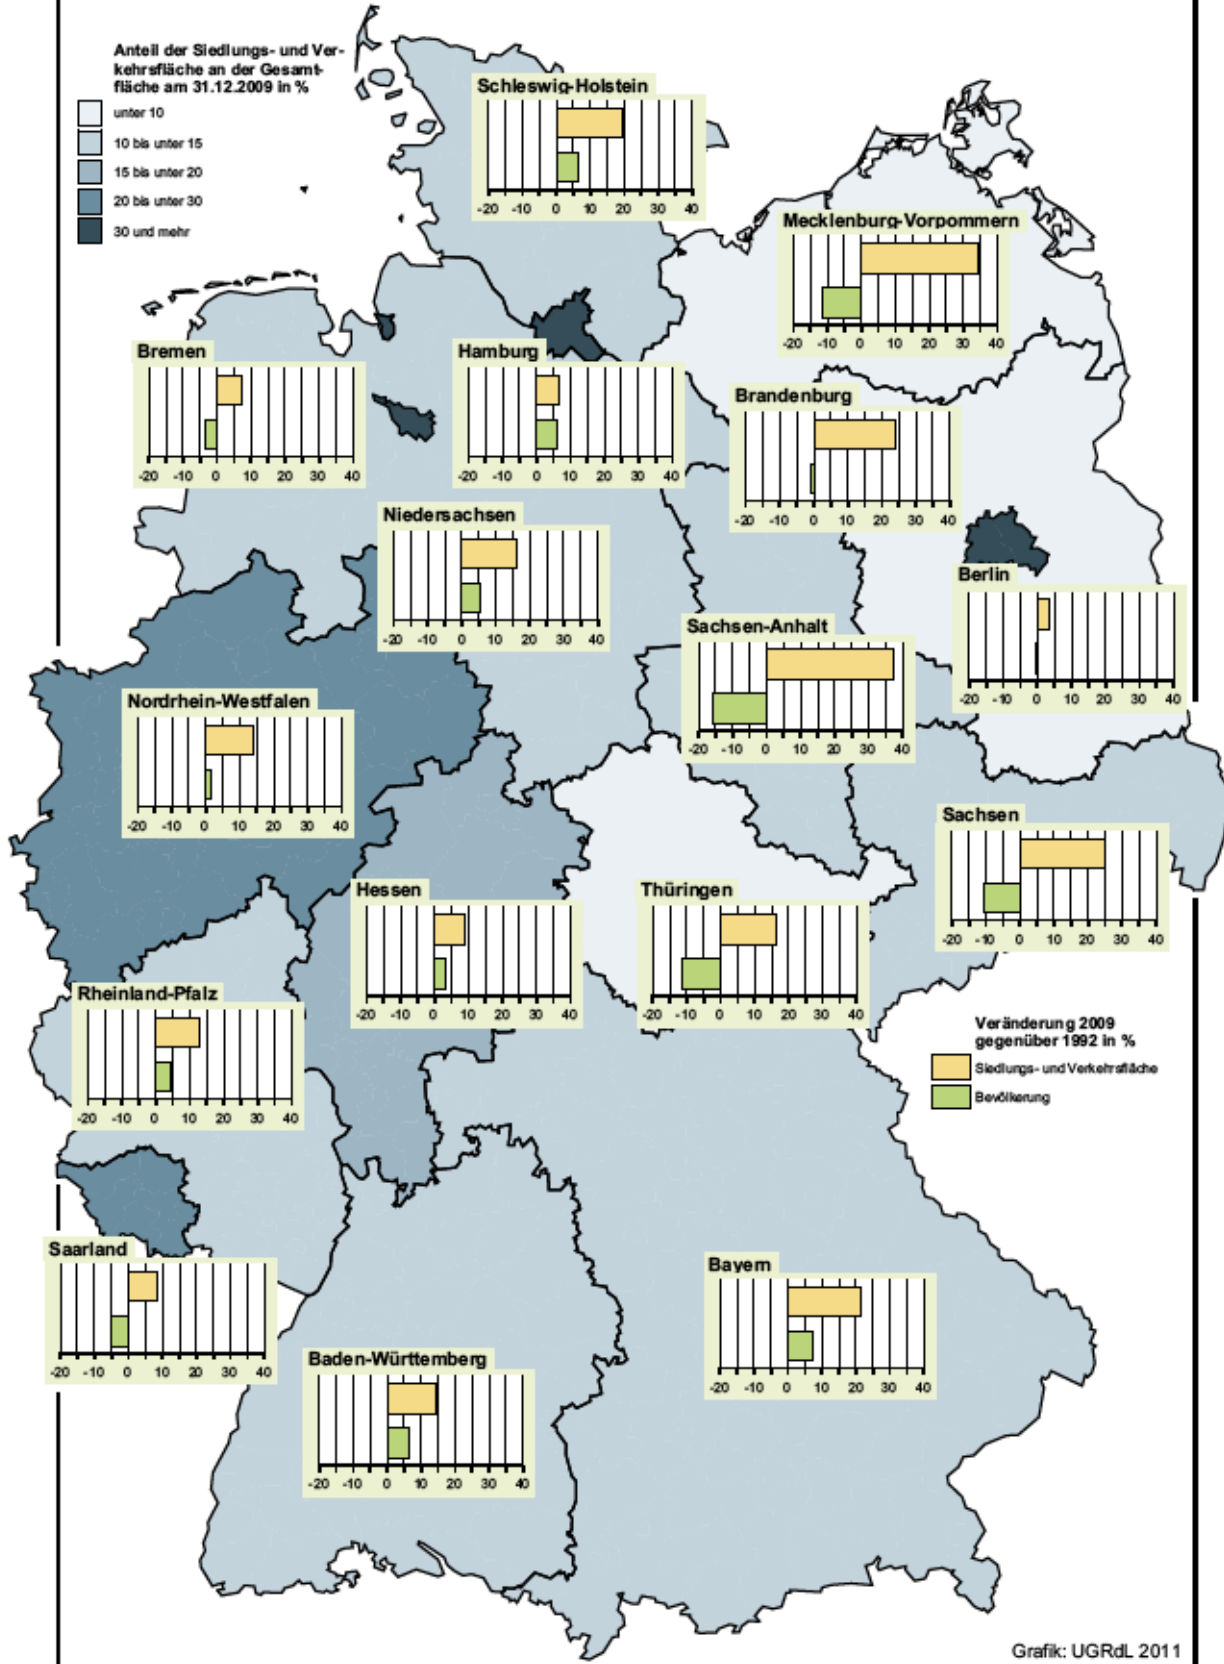 Anteil der Siedlungs- und Ver-
kehrsfläche an der Gesamt-
fläche am 31.12.2009 in %
unter 10
10 bis unter 15
15 bis unter 20
20 bis unter 30
30 und mehr
Schleswig-Holstein
-20 -10 0 10 20 30 40
Mecklenburg-Vorpommern
-20 -10 0 10 20 30 40
Bremen
-20 -10 0 10 20 30 40
Hamburg
-20 -10 0 10 20 30 40
Brandenburg
-20 -10 0 10 20 30 40
Niedersachsen
-20 -10 0 10 20 30 40
Berlin
-20 -10 0 10 20 30 40
Sachsen-Anhalt
-20 -10 0 10 20 30 40
Nordrhein-Westfalen
-20 -10 0 10 20 30 40
Sachsen
-20 -10 0 10 20 30 40
Hessen
-20 -10 0 10 20 30 40
Thüringen
-20 -10 0 10 20 30 40
Rheinland-Pfalz
-20 -10 0 10 20 30 40
Veränderung 2009
gegenüber 1992 in %
Siedlungs- und Verkehrsfläche
Bevölkerung
Saarland
-20 -10 0 10 20 30 40
Bayern
-20 -10 0 10 20 30 40
Baden-Württemberg
-20 -10 0 10 20 30 40
Grafik: UGRdL 2011